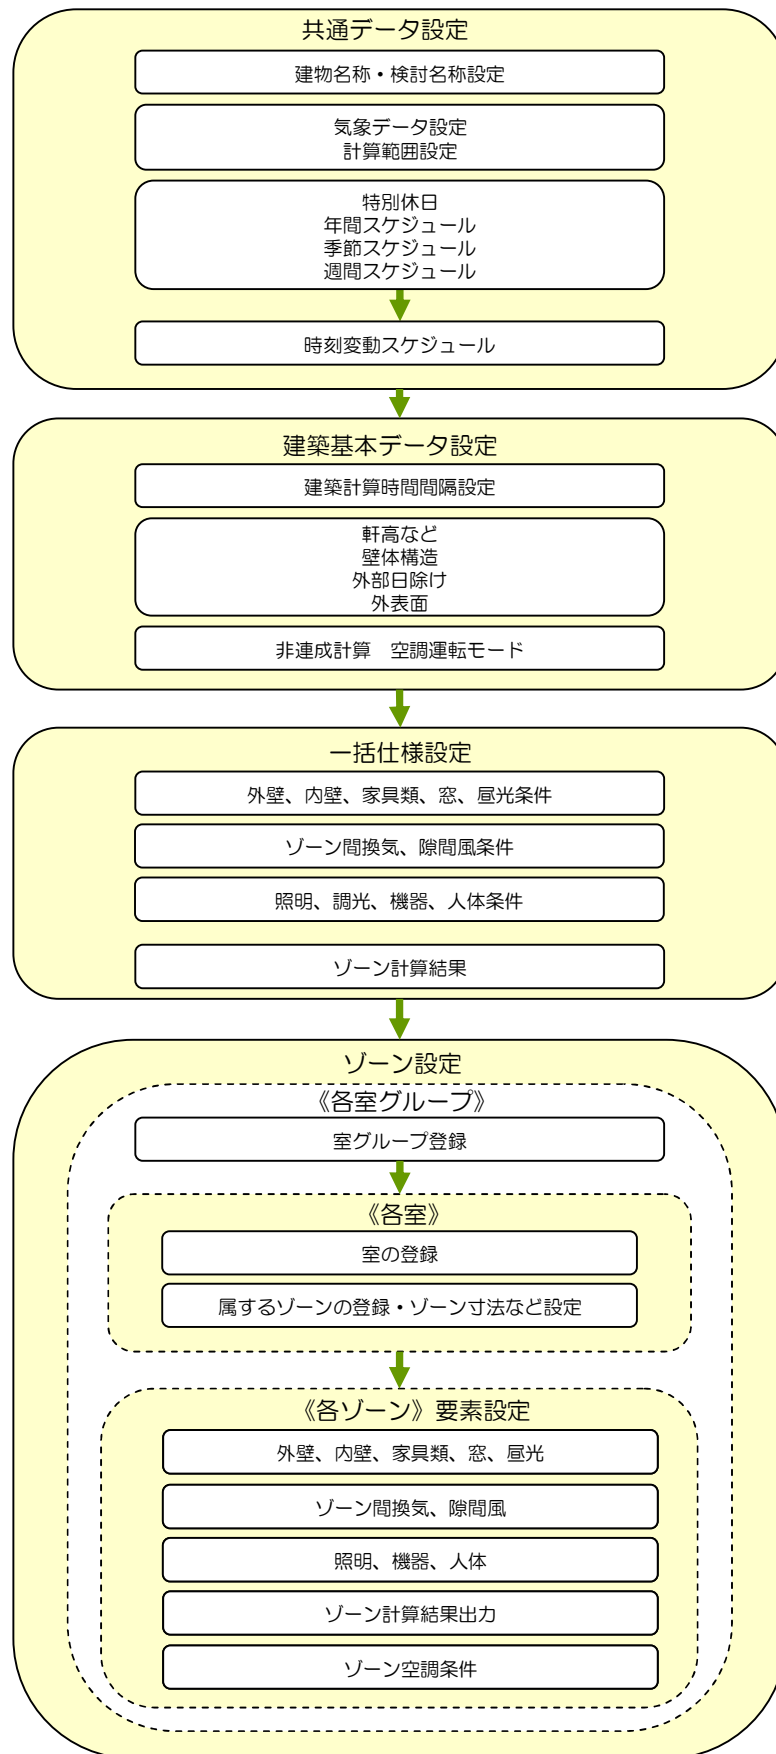 共通データ設定
建物名称・検討名称設定
気象データ設定
計算範囲設定
特別休日
年間スケジュール
季節スケジュール
週間スケジュール
時刻変動スケジュール
建築基本データ設定
建築計算時間間隔設定
軒高など
壁体構造
外部日除け
外表面
非連成計算　空調運転モード
一括仕様設定
外壁、内壁、家具類、窓、昼光条件
ゾーン間換気、隙間風条件
照明、調光、機器、人体条件
ゾーン計算結果
ゾーン設定
《各室グループ》
室グループ登録
《各室》
室の登録
属するゾーンの登録・ゾーン寸法など設定
《各ゾーン》要素設定
外壁、内壁、家具類、窓、昼光
ゾーン間換気、隙間風
照明、機器、人体
ゾーン計算結果出力
ゾーン空調条件